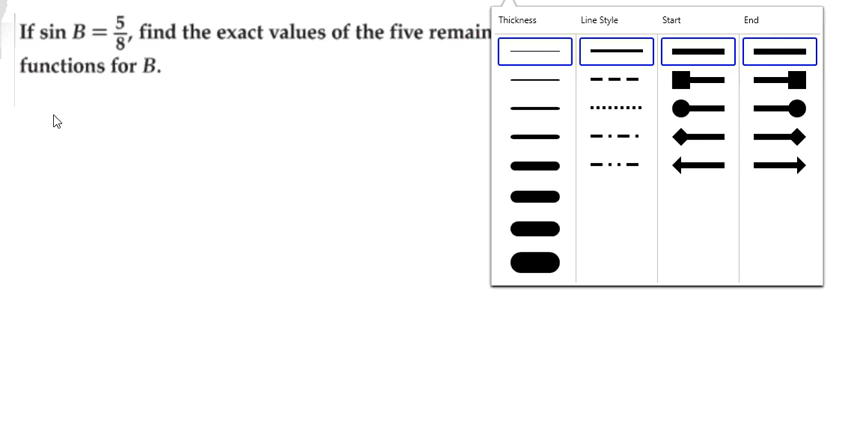 If sin B = 5/8, find the exact values of the five remain
functions for B.
Thickness Line Style Start End